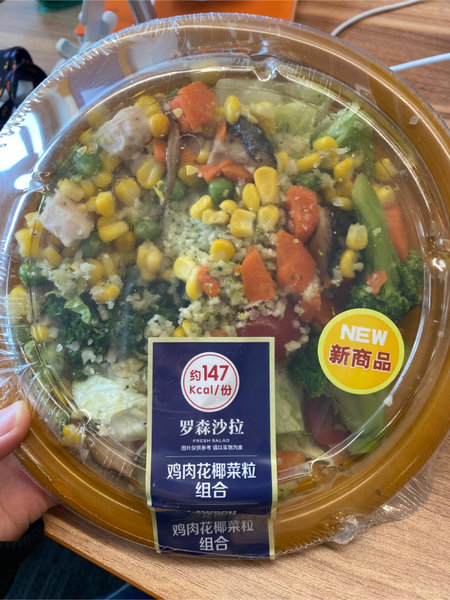 NEW
新商品
约147
Kcal/份
罗森沙拉
FRESH SALAD
图片仅供参考 请以实物为准
鸡肉花椰菜粒
组合
LAWSON
鸡肉花椰菜粒
组合